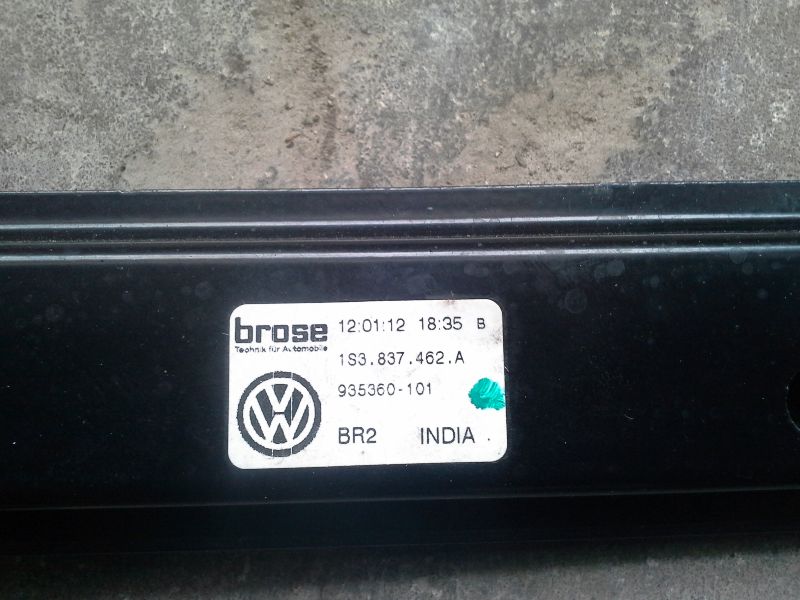 brose 12:01:12 18:35 B
Technik für Automobile
1S3.837.462.A
935360-101
BR2 INDIA